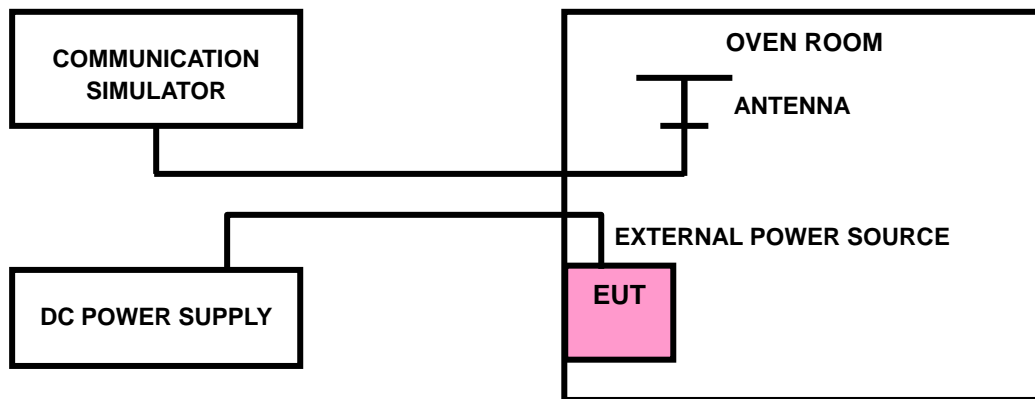 COMMUNICATION
SIMULATOR
OVEN ROOM
ANTENNA
EXTERNAL POWER SOURCE
DC POWER SUPPLY
EUT